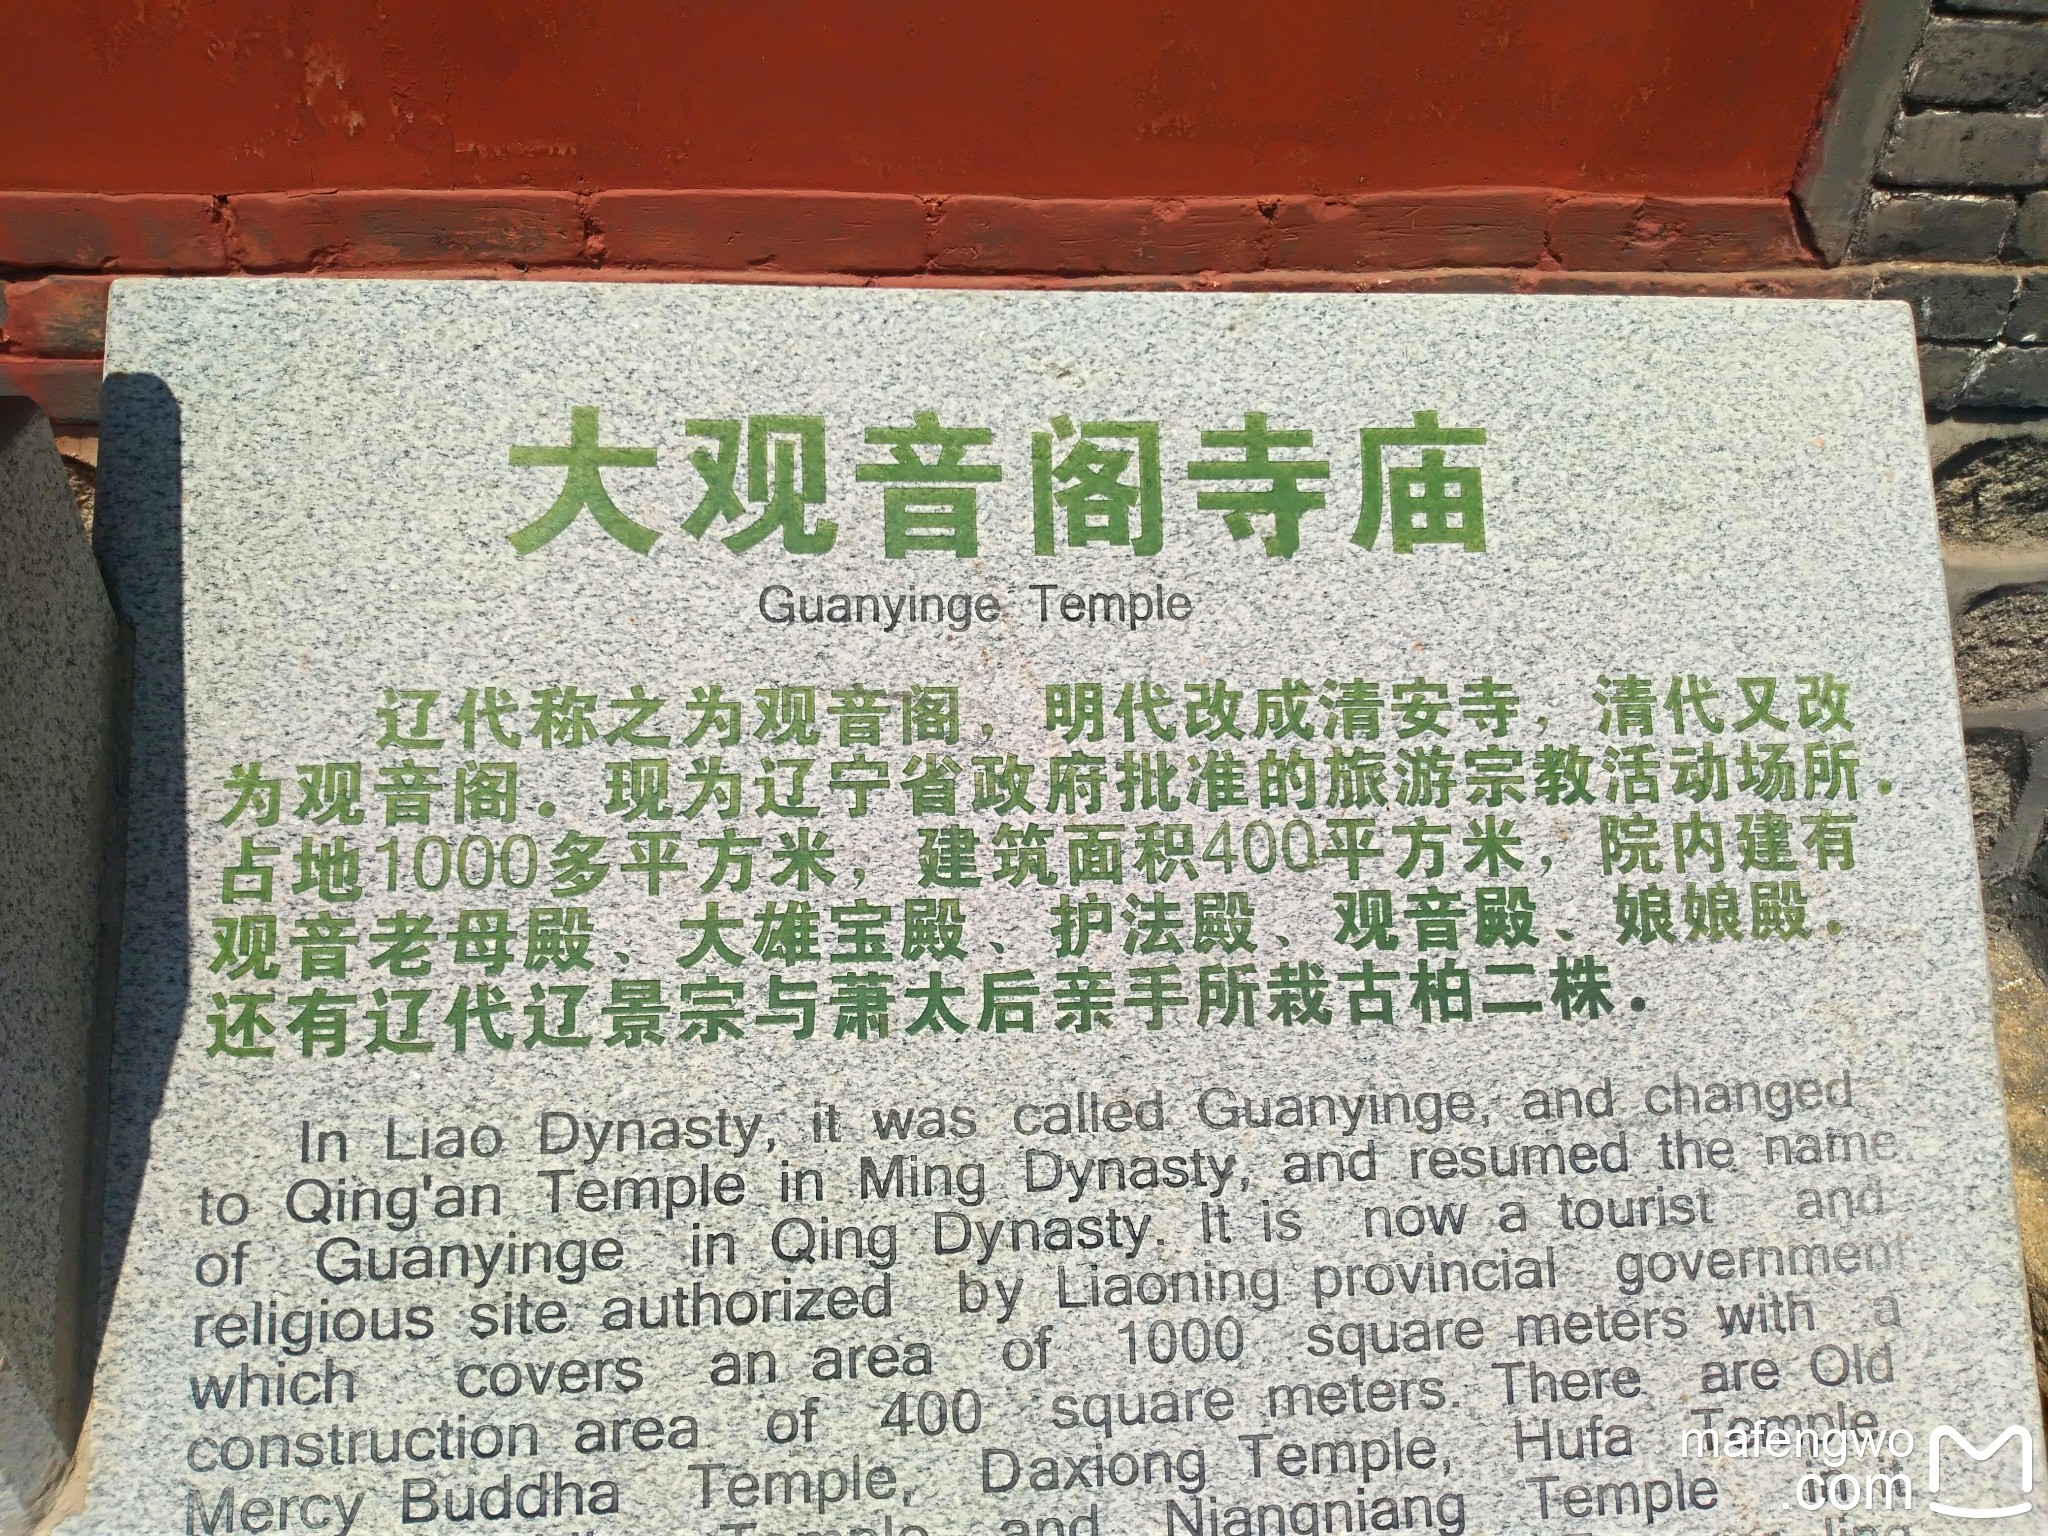 大观音阁寺庙
Guanyinge Temple
辽代称之为观音阁，明代改成清安寺，清代又改
为观音阁．现为辽宁省政府批准的旅游宗教活动场所．
占地1000多平方米，建筑面积400平方米，院内建有
观音老母殿、大雄宝殿、护法殿、观音殿、娘娘殿．
还有辽代辽景宗与萧太后亲手所栽古柏二株．
In Liao Dynasty, it was called Guanyinge, and changed
to Qing'an Temple in Ming Dynasty, and resumed the name
of Guanyinge in Qing Dynasty. It is now a tourist and
religious site authorized by Liaoning provincial government
which covers an area of 1000 square meters with a
construction area of 400 square meters. There are Old
Mercy Buddha Temple, Daxiong Temple, Hufa Temple,
Temple and Niangniang Temple in it
mafengwo
.com